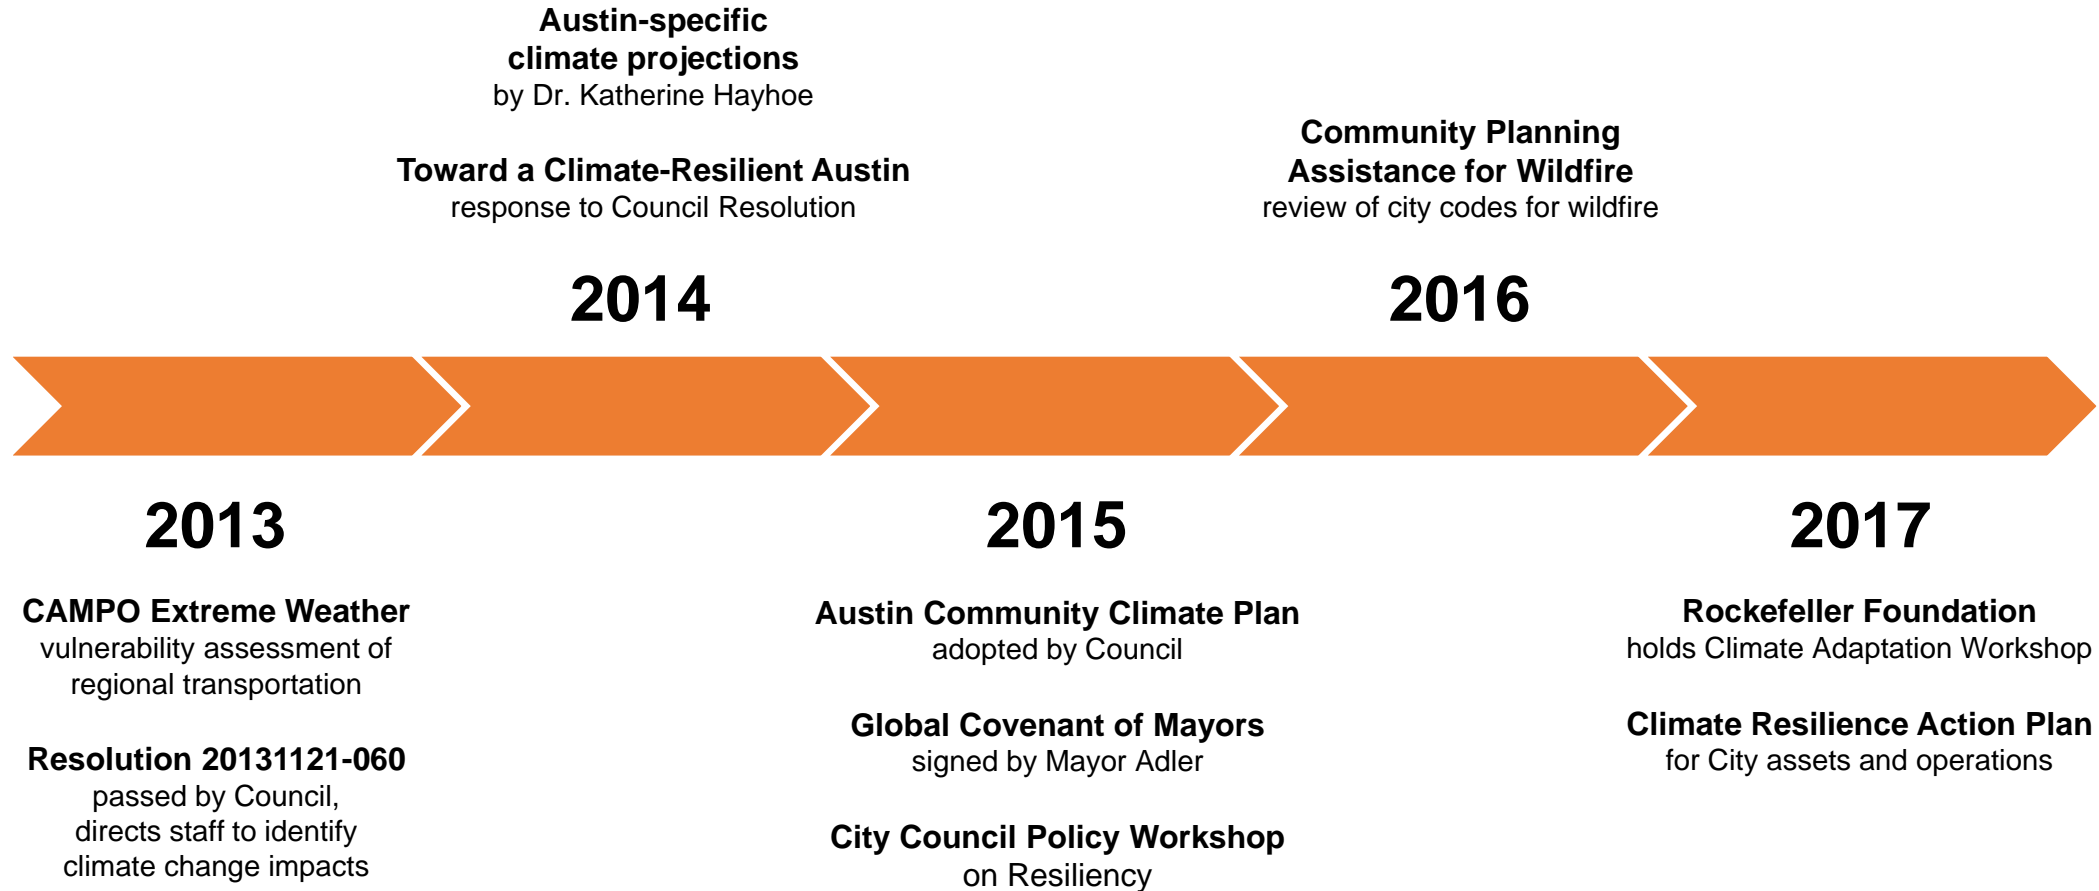 Austin-specific
climate projections
by Dr. Katherine Hayhoe
Toward a Climate-Resilient Austin
response to Council Resolution
2014
Community Planning
Assistance for Wildfire
review of city codes for wildfire
2016
2013
CAMPO Extreme Weather
vulnerability assessment of
regional transportation
Resolution 20131121-060
passed by Council,
directs staff to identify
climate change impacts
2015
Austin Community Climate Plan
adopted by Council
Global Covenant of Mayors
signed by Mayor Adler
City Council Policy Workshop
on Resiliency
2017
Rockefeller Foundation
holds Climate Adaptation Workshop
Climate Resilience Action Plan
for City assets and operations